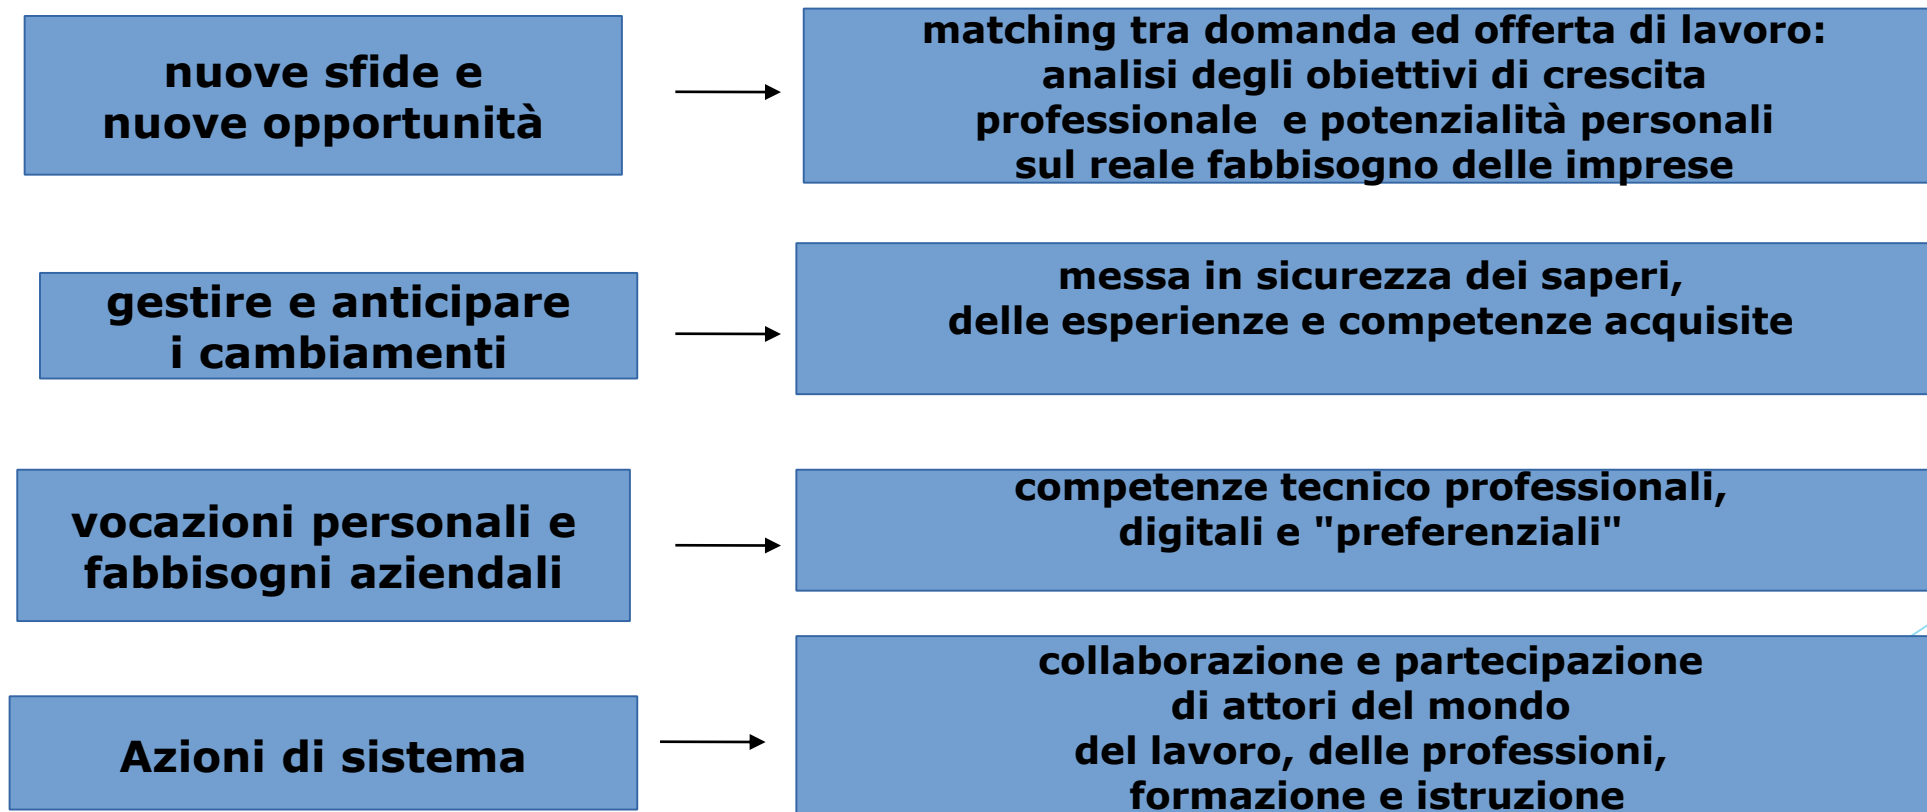 nuove sfide e
nuove opportunità
matching tra domanda ed offerta di lavoro:
analisi degli obiettivi di crescita
professionale  e potenzialità personali
sul reale fabbisogno delle imprese
gestire e anticipare
i cambiamenti
messa in sicurezza dei saperi,
delle esperienze e competenze acquisite
vocazioni personali e
fabbisogni aziendali
competenze tecnico professionali,
digitali e "preferenziali"
Azioni di sistema
collaborazione e partecipazione
di attori del mondo
del lavoro, delle professioni,
formazione e istruzione